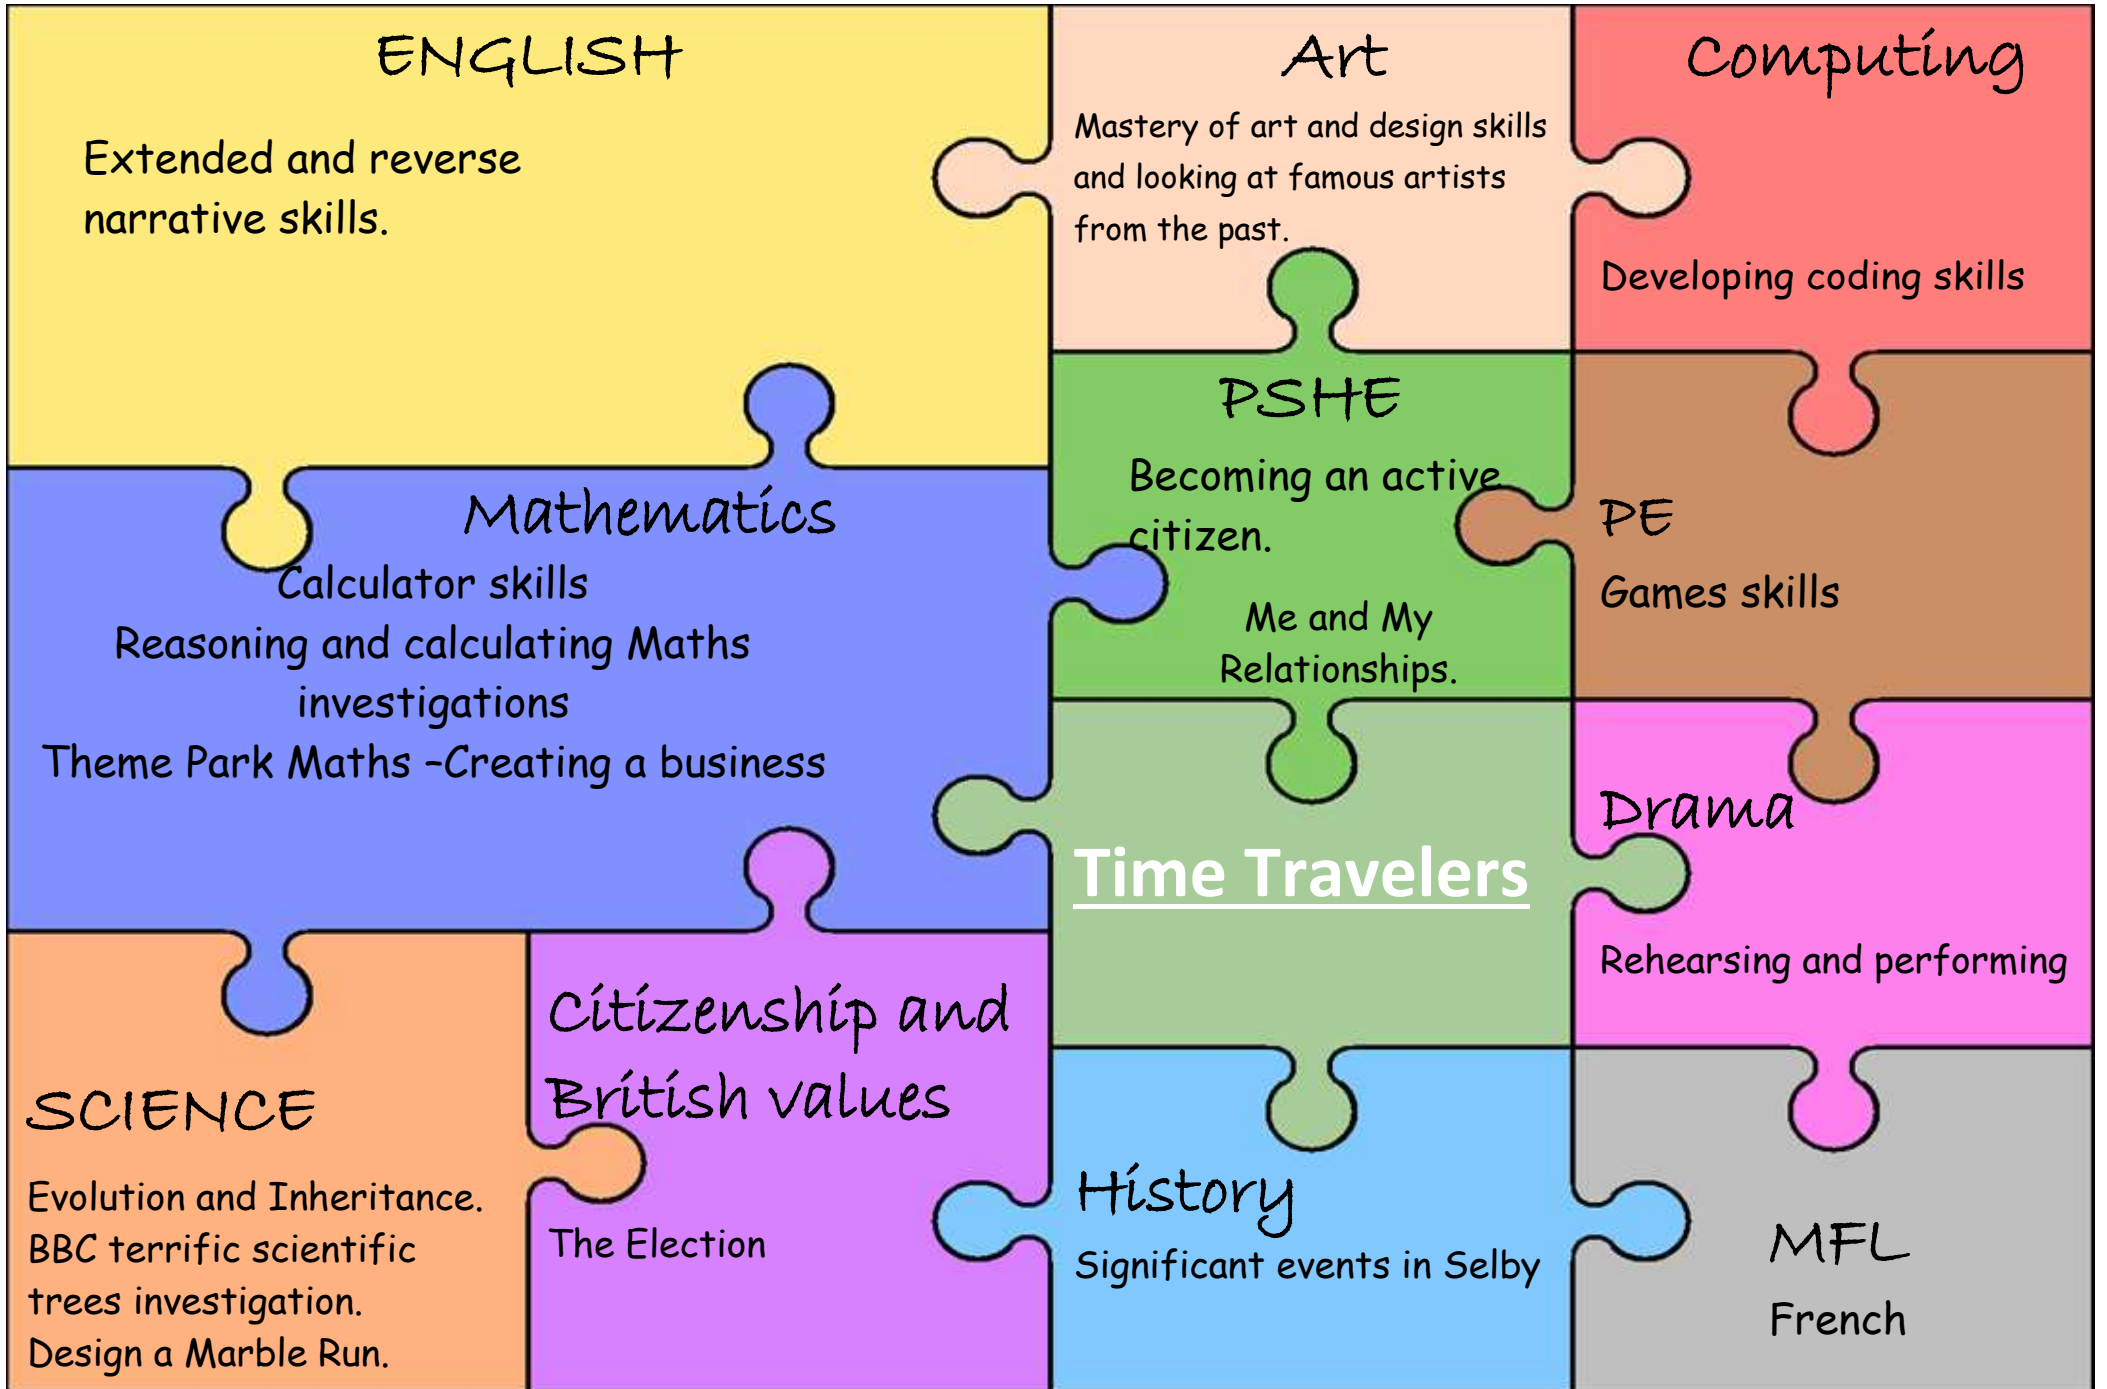 ENGLISH
Extended and reverse
narrative skills.
Art
Mastery of art and design skills
and looking at famous artists
from the past.
Computing
Developing coding skills
Mathematics
Calculator skills
Reasoning and calculating Maths
investigations
Theme Park Maths –Creating a business
PSHE
Becoming an active
citizen.
Me and My
Relationships.
PE
Games skills
Time Travelers
Drama
Rehearsing and performing
SCIENCE
Evolution and Inheritance.
BBC terrific scientific
trees investigation.
Design a Marble Run.
Citizenship and
British values
The Election
History
Significant events in Selby
MFL
French